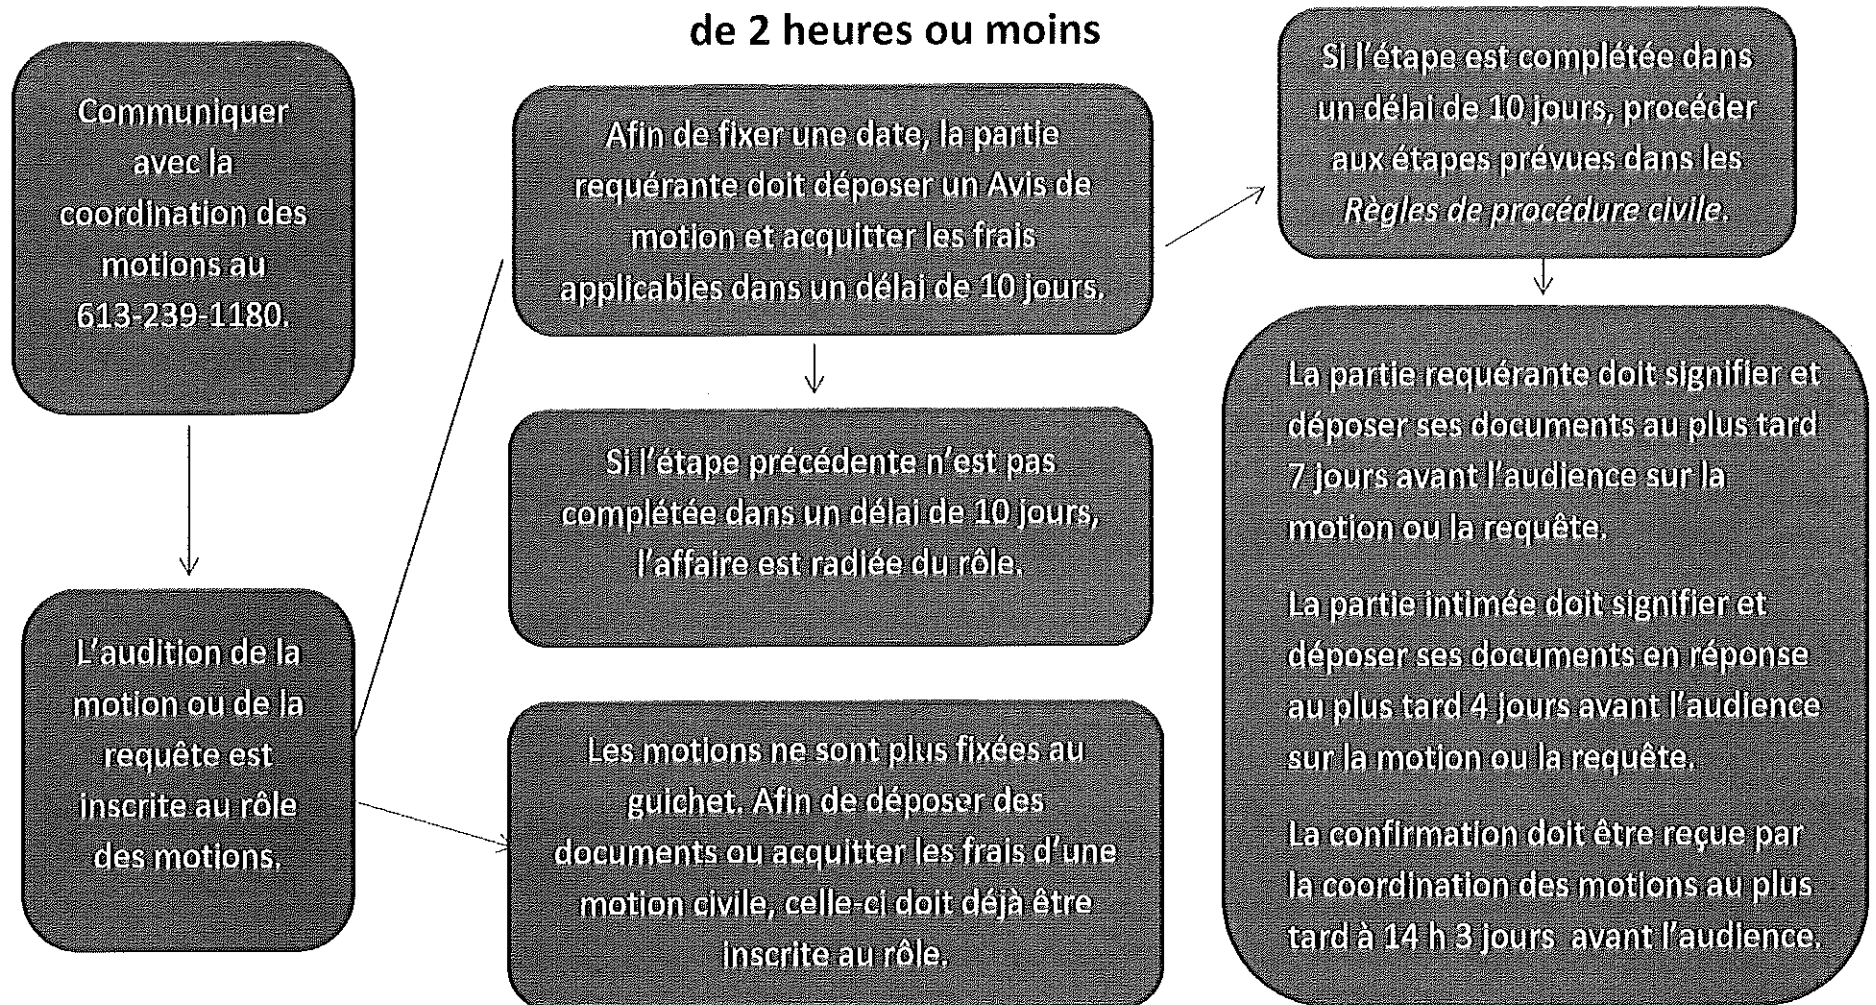 de 2 heures ou moins
Communiquer
avec la
coordination des
motions au
613-239-1180.
L'audition de la
motion ou de la
requête est
inscrite au rôle
des motions.
Afin de fixer une date, la partie
requérante doit déposer un Avis de
motion et acquitter les frais
applicables dans un délai de 10 jours.
Si l'étape précédente n'est pas
complétée dans un délai de 10 jours,
l'affaire est radiée du rôle.
Les motions ne sont plus fixées au
guichet. Afin de déposer des
documents ou acquitter les frais d'une
motion civile, celle-ci doit déjà être
inscrite au rôle.
Si l'étape est complétée dans
un délai de 10 jours, procéder
aux étapes prévues dans les
Règles de procédure civile.
La partie requérante doit signifier et
déposer ses documents au plus tard
7 jours avant l'audience sur la
motion ou la requête.
La partie intimée doit signifier et
déposer ses documents en réponse
au plus tard 4 jours avant l'audience
sur la motion ou la requête.
La confirmation doit être reçue par
la coordination des motions au plus
tard à 14 h 3 jours avant l'audience.